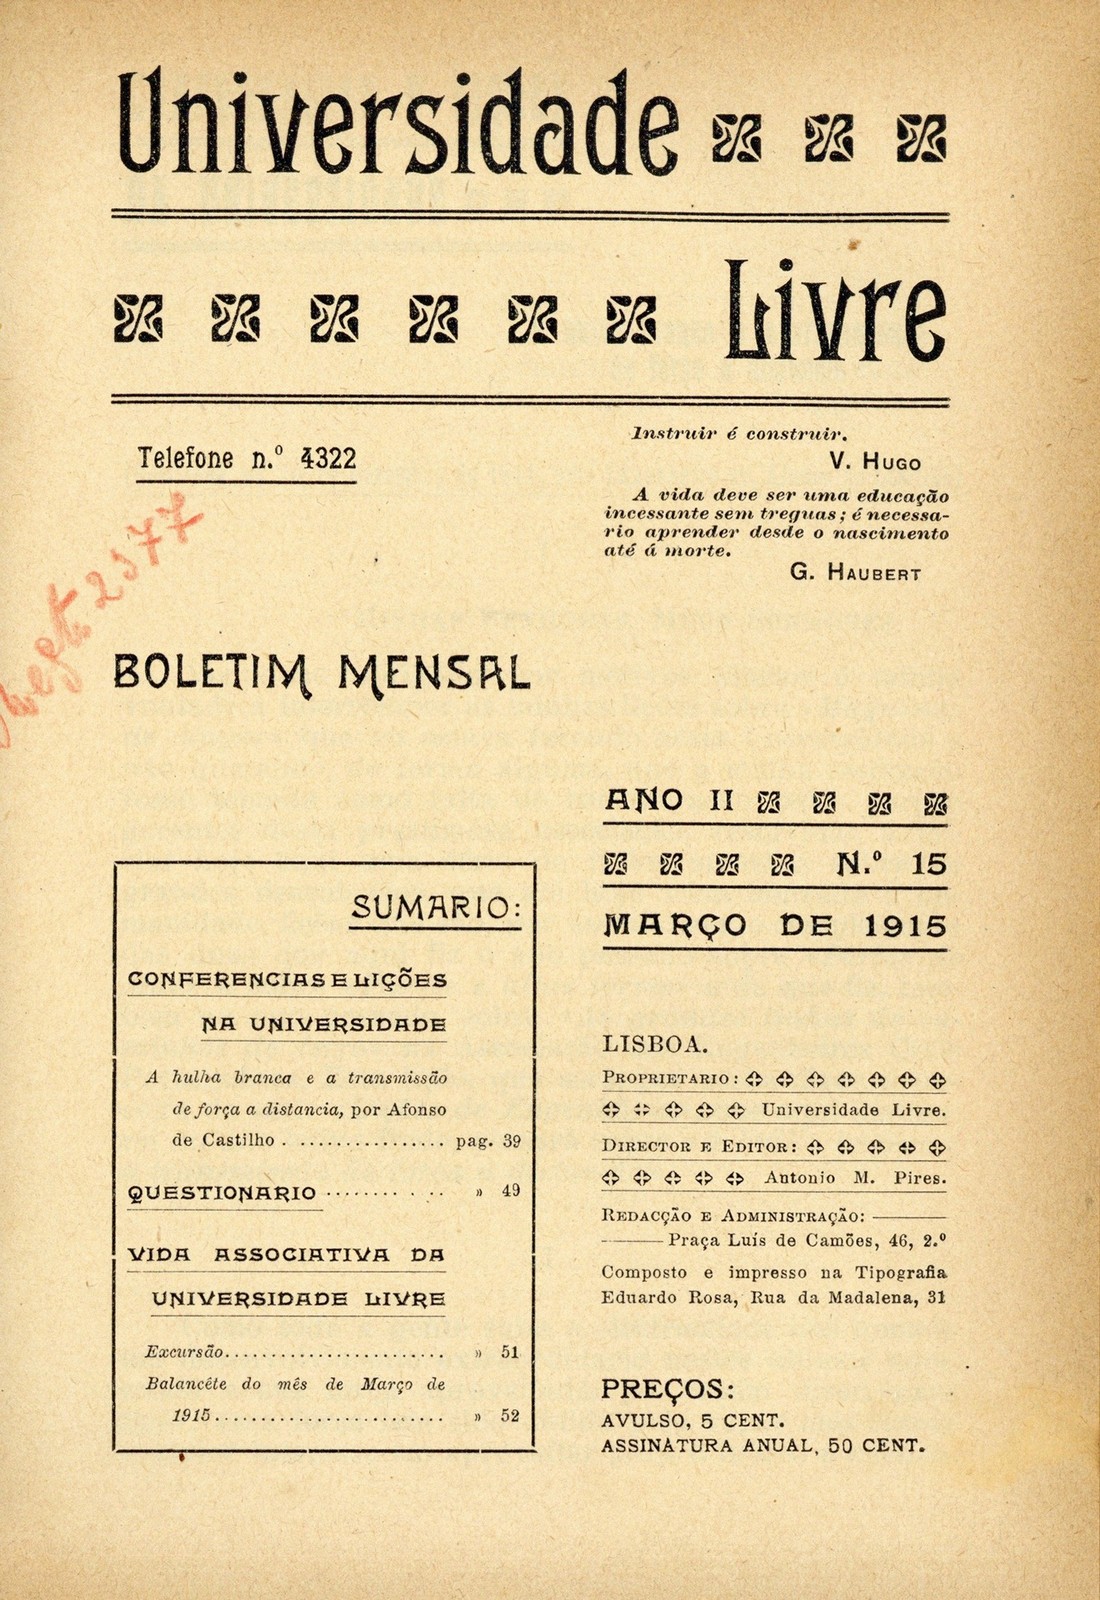 Universidade
Livre
Telefone n.º 4322
Instruir é construir.
V. Hugo
A vida deve ser uma educação
incessante sem treguas; é necessa-
rio aprender desde o nascimento
até á morte.
G. Haubert
2377
BOLETIM MENSAL
ANO II
N.º 15
MARÇO DE 1915
SUMARIO:
CONFERENCIAS E LIÇÕES
NA UNIVERSIDADE
A hulha branca e a transmissão
de força a distancia, por Afonso
de Castilho . ................ pag. 39
QUESTIONARIO ......... . .. » 49
VIDA ASSOCIATIVA DA
UNIVERSIDADE LIVRE
Excursão........................ » 51
Balancête do mês de Março de
1915......................... » 52
LISBOA.
Proprietario:
Universidade Livre.
Director e Editor:
Antonio M. Pires.
Redacção e Administração:
Praça Luís de Camões, 46, 2.º
Composto e impresso na Tipografia
Eduardo Rosa, Rua da Madalena, 31
PREÇOS:
AVULSO, 5 CENT.
ASSINATURA ANUAL, 50 CENT.